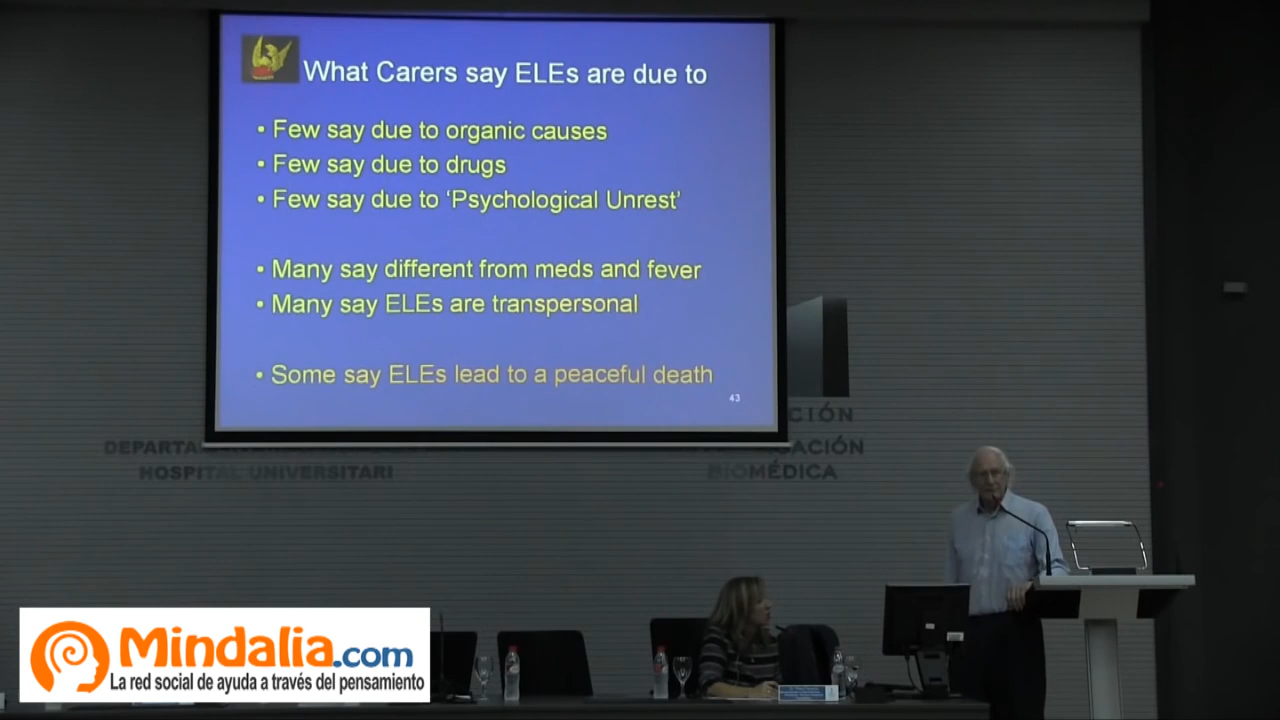 What Carers say ELEs are due to
• Few say due to organic causes
• Few say due to drugs
• Few say due to ‘Psychological Unrest’
• Many say different from meds and fever
• Many say ELEs are transpersonal
• Some say ELEs lead to a peaceful death
43
CIÓN
DEPARTA
HOSPITAL UNIVERSITARI
BIOMÉDICA
Mindalia.com
La red social de ayuda a través del pensamiento